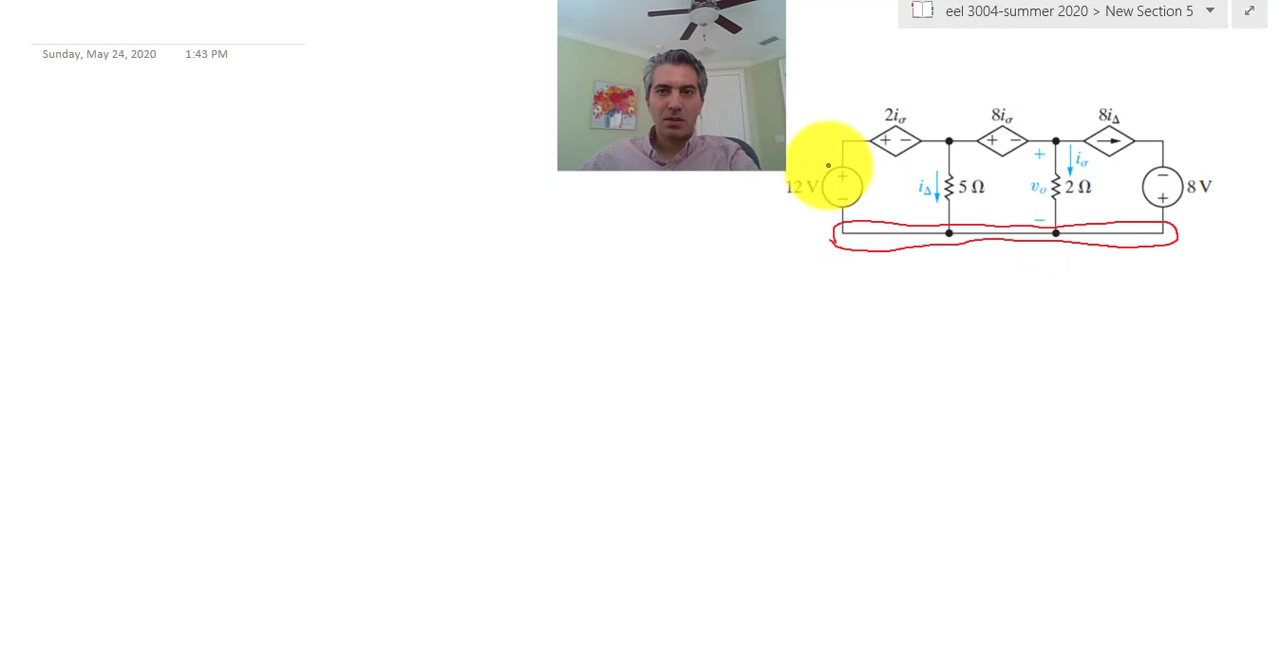 eel 3004-summer 2020 > New Section 5
Sunday, May 24, 2020 1:43 PM
2iσ 8iσ 8iΔ
+ − + − + iσ −
12 V + − iΔ 5 Ω vo 2 Ω 8 V
− +